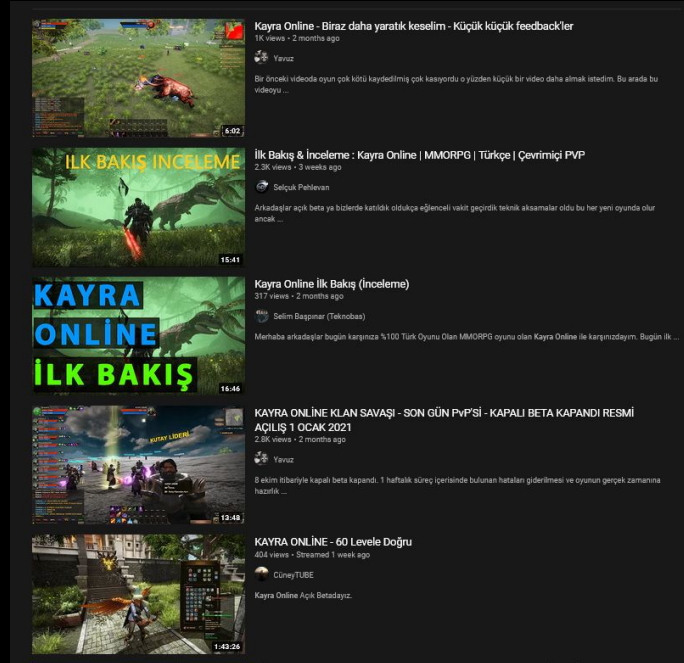 Kayra Online - Biraz daha yaratık keselim - Küçük küçük feedback'ler
1K views • 2 months ago
Yavuz
Bir önceki videoda oyun çok kötü kaydedilmiş çok kasıyordu o yüzden küçük bir video daha almak istedim. Bu arada bu
videoyu ...
6:02
İLK BAKIŞ İNCELEME
15:41
İlk Bakış & İnceleme : Kayra Online | MMORPG | Türkçe | Çevrimiçi PVP
2.3K views • 3 weeks ago
Selçuk Pehlevan
Arkadaşlar açık beta ya bizlerde katıldık oldukça eğlenceli vakit geçirdik teknik aksamalar oldu bu her yeni oyunda olur
ancak ...
KAYRA
ONLİNE
İLK BAKIŞ
16:46
Kayra Online İlk Bakış (İnceleme)
317 views • 2 months ago
Selim Başpınar (Teknobas)
Merhaba arkadaşlar bugün karşınıza %100 Türk Oyunu Olan MMORPG oyunu olan Kayra Online ile karşınızdayım. Bugün ilk ...
KUTAY LİDERİ
13:48
KAYRA ONLİNE KLAN SAVAŞI - SON GÜN PvP'Sİ - KAPALI BETA KAPANDI RESMİ
AÇILIŞ 1 OCAK 2021
2.8K views • 2 months ago
Yavuz
8 ekim itibariyle kapalı beta kapandı. 1 haftalık süreç içerisinde bulunan hataları giderilmesi ve oyunun gerçek zamanına
hazırlık ...
1:43:26
KAYRA ONLİNE - 60 Levele Doğru
404 views • Streamed 1 week ago
CüneyTUBE
Kayra Online Açık Betadayız.